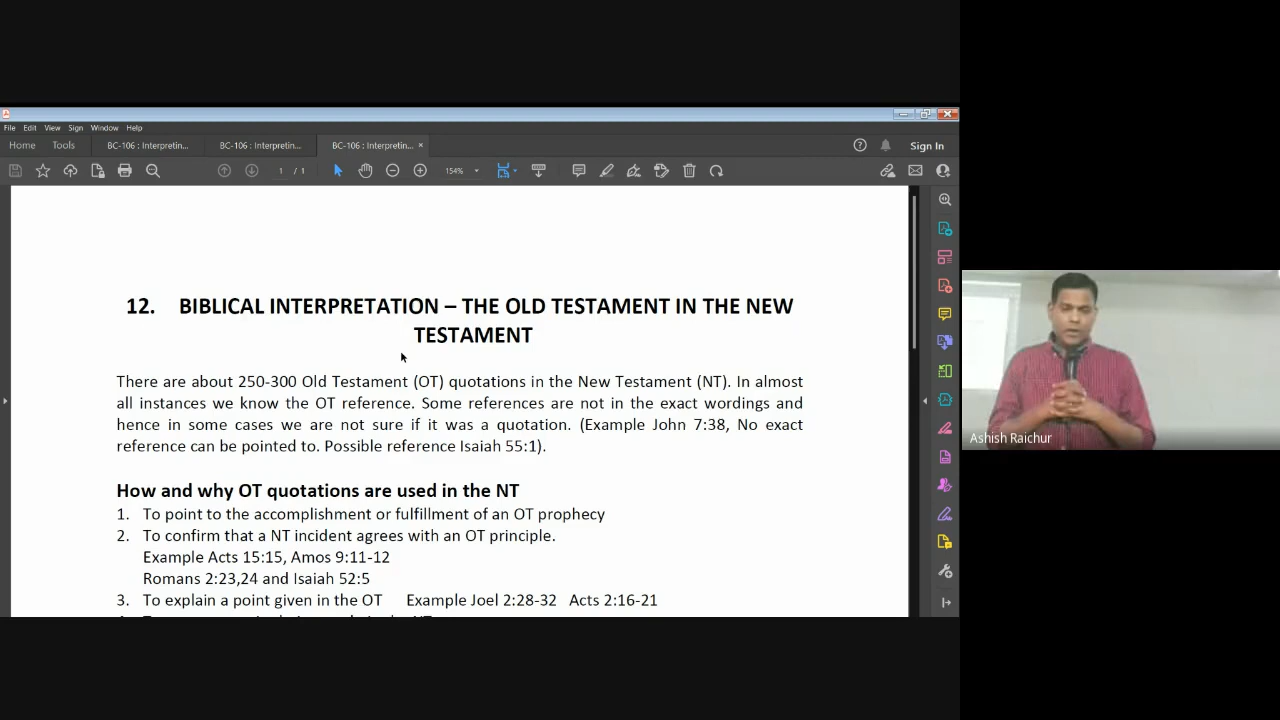 File Edit View Sign Window Help
Home Tools BC-106 : Interpretin... BC-106 : Interpretin... BC-106 : Interpretin... × Sign In
1 / 1 154%
12. BIBLICAL INTERPRETATION – THE OLD TESTAMENT IN THE NEW
TESTAMENT
There are about 250-300 Old Testament (OT) quotations in the New Testament (NT). In almost
all instances we know the OT reference. Some references are not in the exact wordings and
hence in some cases we are not sure if it was a quotation. (Example John 7:38, No exact
reference can be pointed to. Possible reference Isaiah 55:1).
How and why OT quotations are used in the NT
1. To point to the accomplishment or fulfillment of an OT prophecy
2. To confirm that a NT incident agrees with an OT principle.
Example Acts 15:15, Amos 9:11-12
Romans 2:23,24 and Isaiah 52:5
3. To explain a point given in the OT Example Joel 2:28-32 Acts 2:16-21
Ashish Raichur